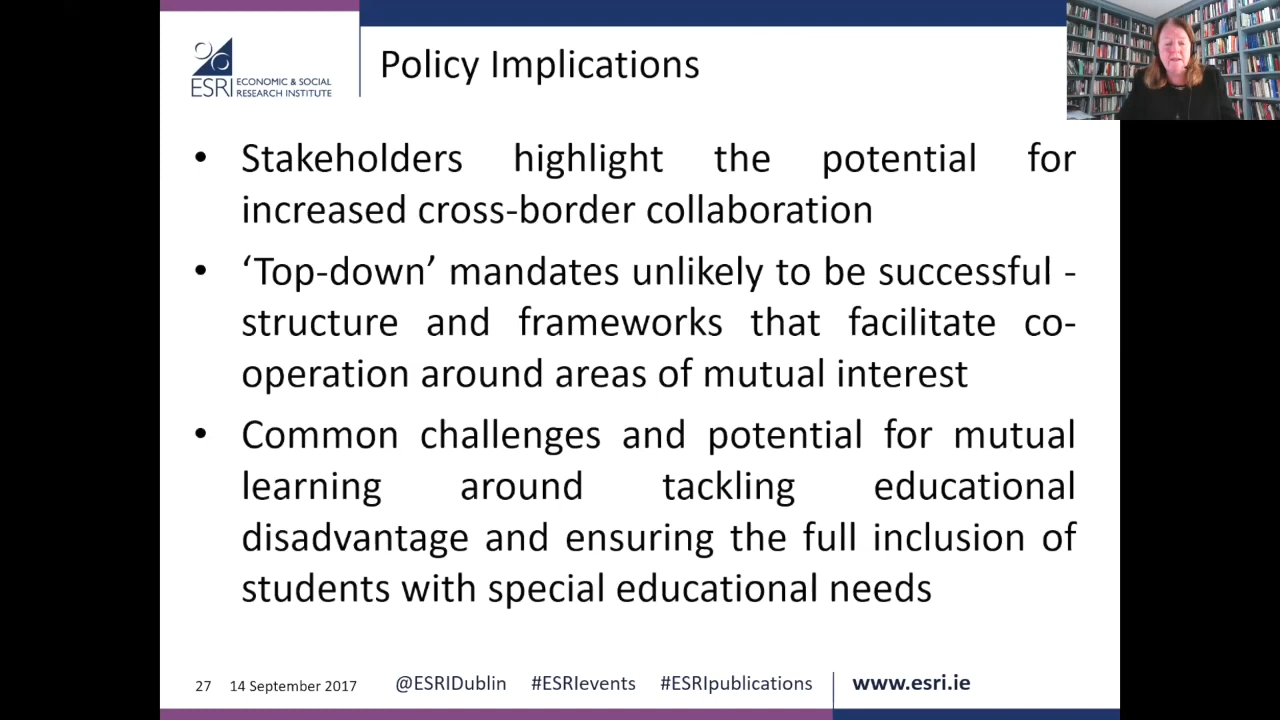 ESRI ECONOMIC & SOCIAL
RESEARCH INSTITUTE
Policy Implications
• Stakeholders highlight the potential for
increased cross-border collaboration
• ‘Top-down’ mandates unlikely to be successful -
structure and frameworks that facilitate co-
operation around areas of mutual interest
• Common challenges and potential for mutual
learning around tackling educational
disadvantage and ensuring the full inclusion of
students with special educational needs
27 14 September 2017 @ESRIDublin #ESRIevents #ESRIpublications www.esri.ie